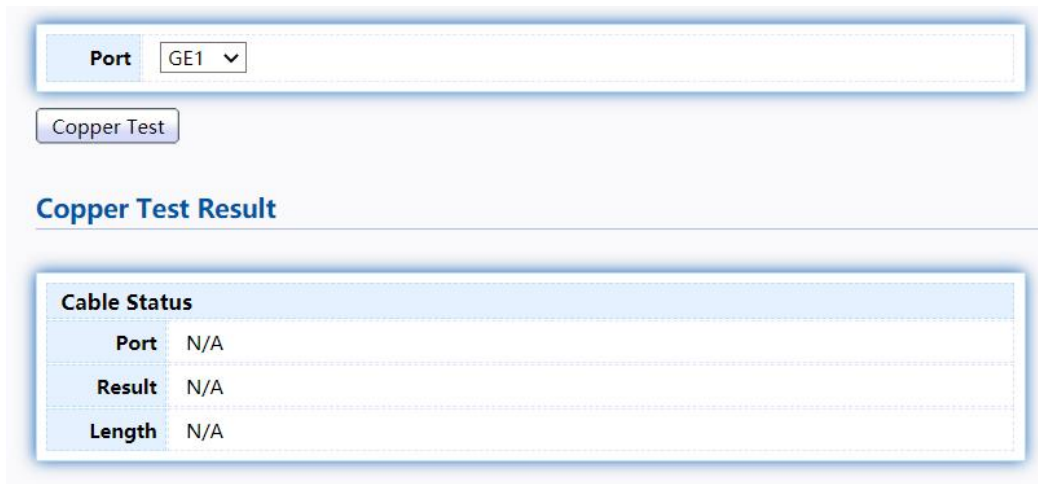 Port GE1
Copper Test
Copper Test Result
Cable Status
Port N/A
Result N/A
Length N/A